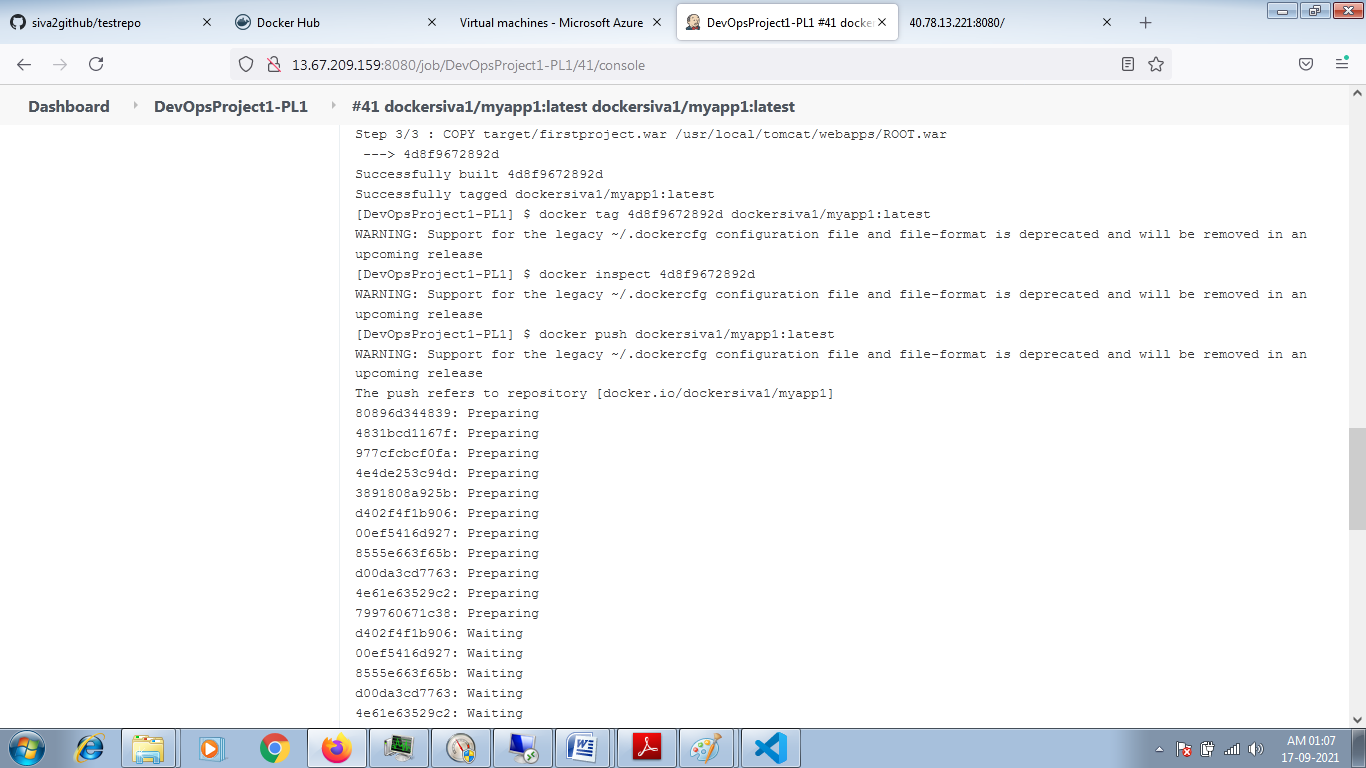 siva2github/testrepo
Docker Hub
Virtual machines - Microsoft Azure
DevOpsProject1-PL1 #41 docker
40.78.13.221:8080/
13.67.209.159:8080/job/DevOpsProject1-PL1/41/console
Dashboard
DevOpsProject1-PL1
#41 dockersiva1/myapp1:latest dockersiva1/myapp1:latest
Step 3/3 : COPY target/firstproject.war /usr/local/tomcat/webapps/ROOT.war
---> 4d8f9672892d
Successfully built 4d8f9672892d
Successfully tagged dockersiva1/myapp1:latest
[DevOpsProject1-PL1] $ docker tag 4d8f9672892d dockersiva1/myapp1:latest
WARNING: Support for the legacy ~/.dockercfg configuration file and file-format is deprecated and will be removed in an
upcoming release
[DevOpsProject1-PL1] $ docker inspect 4d8f9672892d
WARNING: Support for the legacy ~/.dockercfg configuration file and file-format is deprecated and will be removed in an
upcoming release
[DevOpsProject1-PL1] $ docker push dockersiva1/myapp1:latest
WARNING: Support for the legacy ~/.dockercfg configuration file and file-format is deprecated and will be removed in an
upcoming release
The push refers to repository [docker.io/dockersiva1/myapp1]
80896d344839: Preparing
4831bcd1167f: Preparing
977cfcbcf0fa: Preparing
4e4de253c94d: Preparing
3891808a925b: Preparing
d402f4f1b906: Preparing
00ef5416d927: Preparing
8555e663f65b: Preparing
d00da3cd7763: Preparing
4e61e63529c2: Preparing
799760671c38: Preparing
d402f4f1b906: Waiting
00ef5416d927: Waiting
8555e663f65b: Waiting
d00da3cd7763: Waiting
4e61e63529c2: Waiting
AM 01:07
17-09-2021